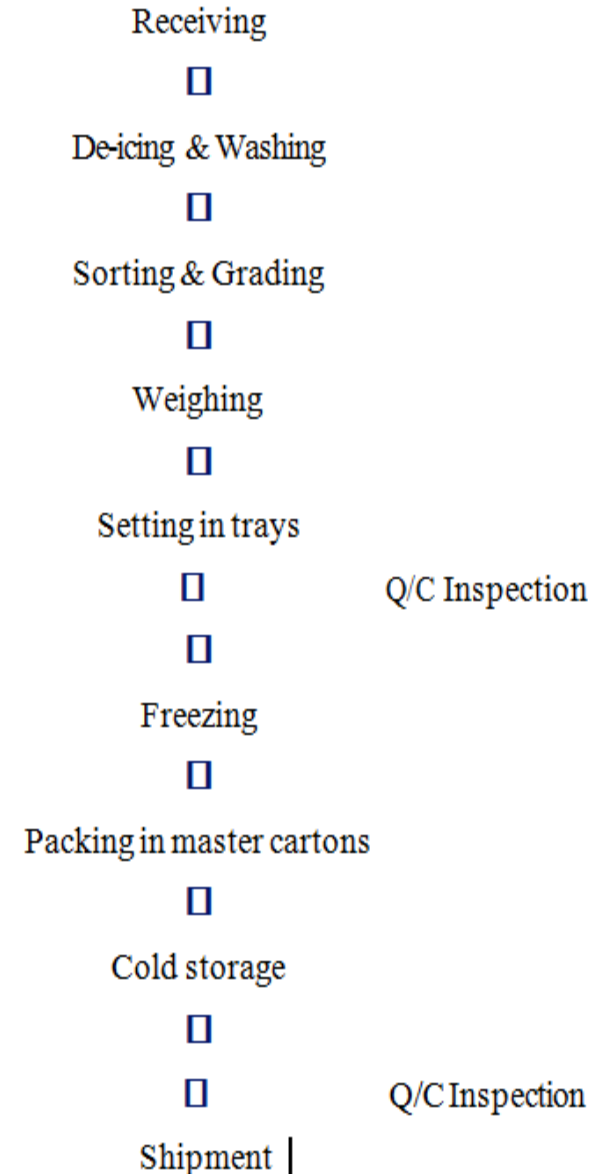 Receiving
De-icing & Washing
Sorting & Grading
Weighing
Setting in trays
Q/C Inspection
Freezing
Packing in master cartons
Cold storage
Q/C Inspection
Shipment